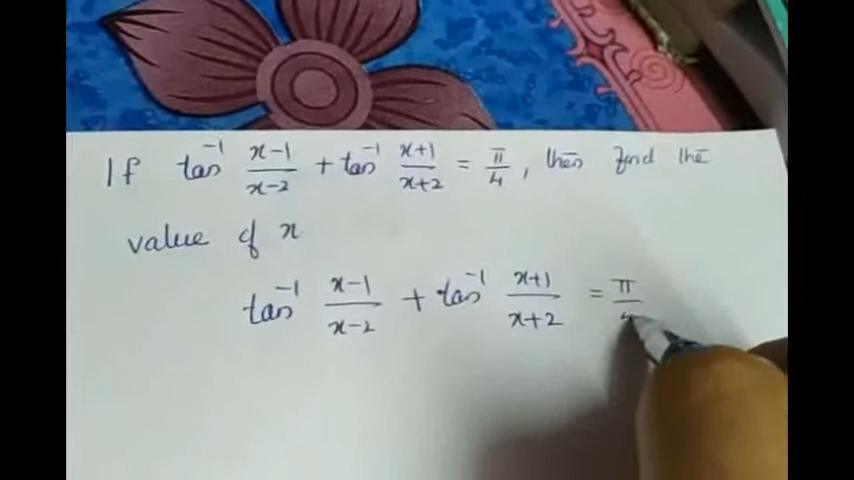 If tan⁻¹ (x-1)/(x-2) + tan⁻¹ (x+1)/(x+2) = π/4, then find the
value of x
tan⁻¹ (x-1)/(x-2) + tan⁻¹ (x+1)/(x+2) = π/4